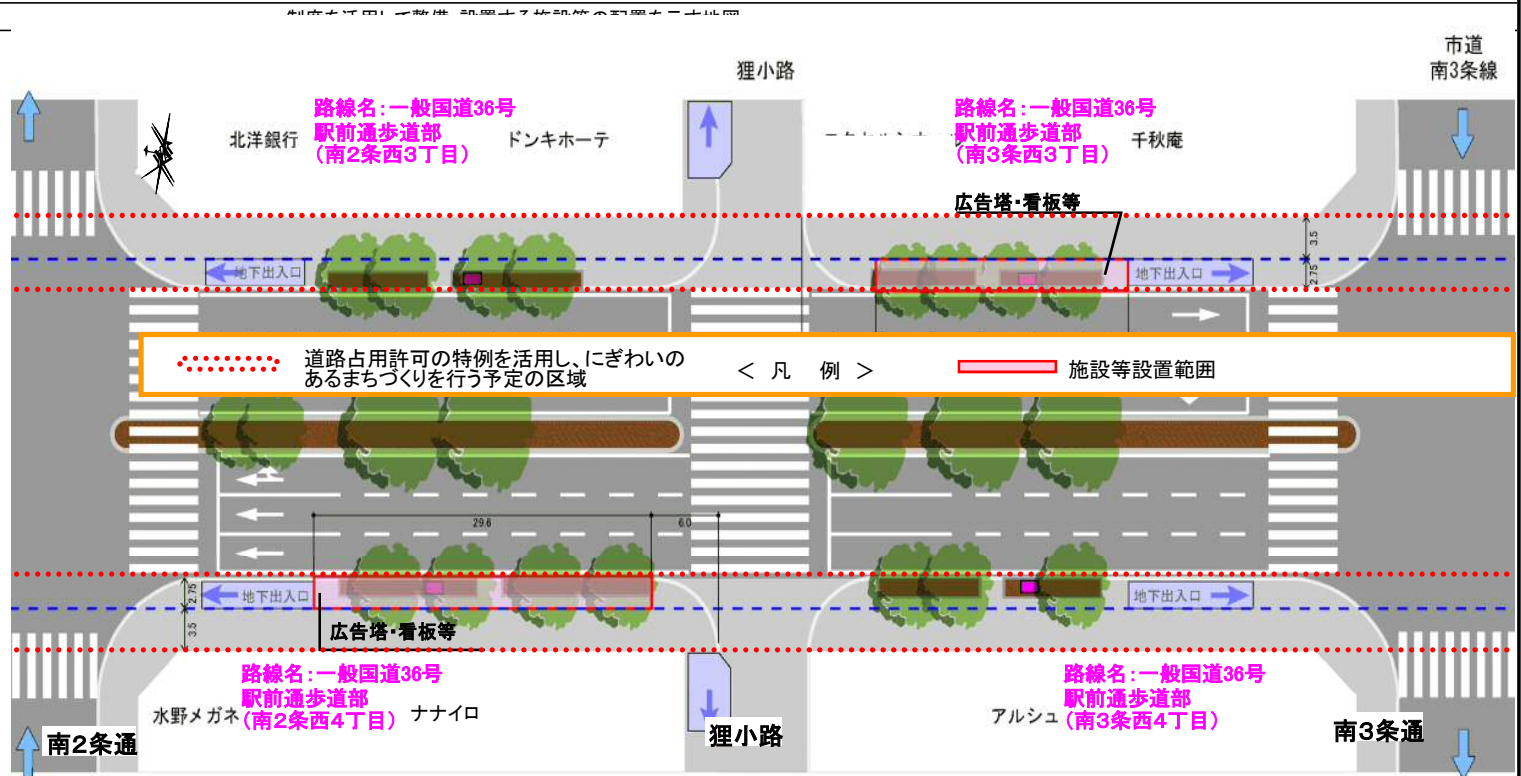 狸小路
市道
南3条線
路線名:一般国道36号
駅前通歩道部
(南2条西3丁目)
北洋銀行
ドンキホーテ
路線名:一般国道36号
駅前通歩道部
(南3条西3丁目)
千秋庵
広告塔・看板等
3.5
2.75
地下出入口
地下出入口
道路占用許可の特例を活用し、にぎわいの
あるまちづくりを行う予定の区域
＜ 凡 例 ＞
施設等設置範囲
29.6
6.0
2.75
3.5
地下出入口
地下出入口
広告塔・看板等
路線名:一般国道36号
駅前通歩道部
(南2条西4丁目)
水野メガネ
ナナイロ
路線名:一般国道36号
駅前通歩道部
(南3条西4丁目)
アルシュ
南2条通
狸小路
南3条通